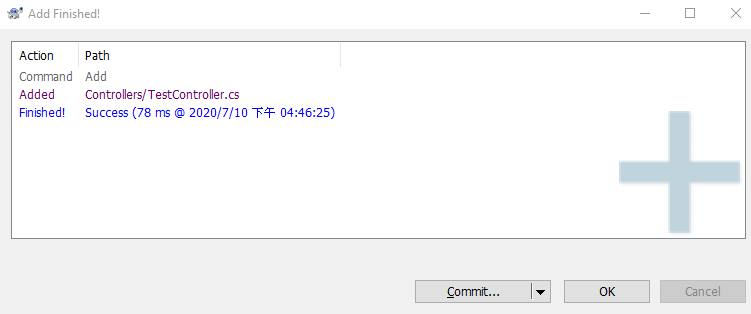 Add Finished!
Action Path
Command Add
Added Controllers/TestController.cs
Finished! Success (78 ms @ 2020/7/10 下午 04:46:25)
Commit... OK Cancel